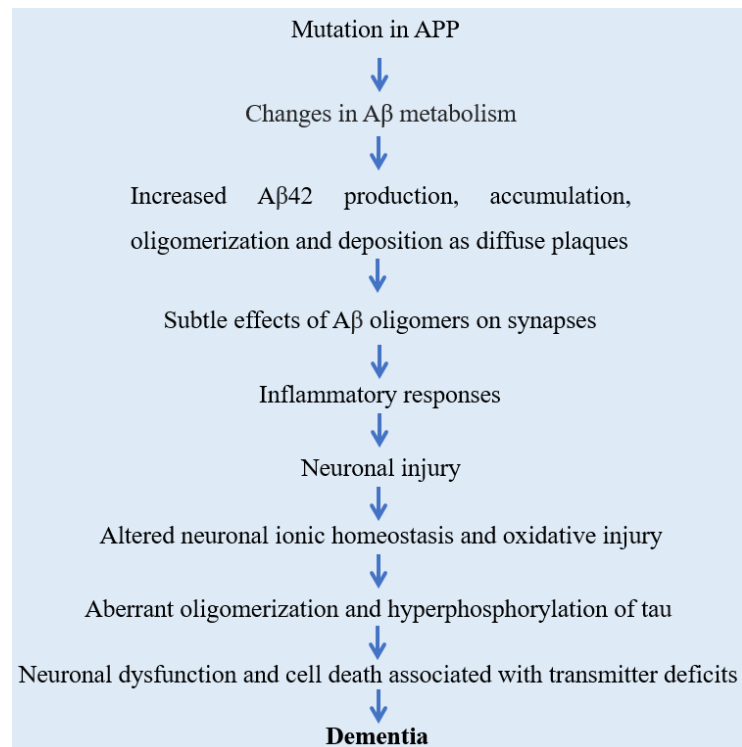 Mutation in APP
Changes in Aβ metabolism
Increased Aβ42 production, accumulation,
oligomerization and deposition as diffuse plaques
Subtle effects of Aβ oligomers on synapses
Inflammatory responses
Neuronal injury
Altered neuronal ionic homeostasis and oxidative injury
Aberrant oligomerization and hyperphosphorylation of tau
Neuronal dysfunction and cell death associated with transmitter deficits
Dementia